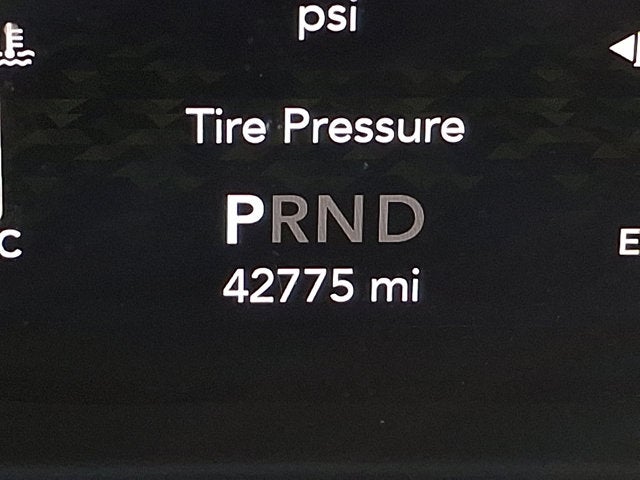 psi
Tire Pressure
PRND
C
E
42775 mi